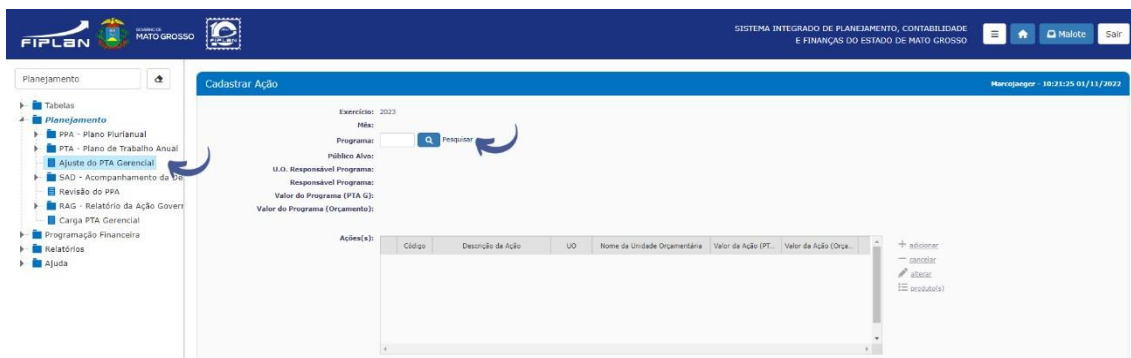 FIPLAN
GOVERNO DE
MATO GROSSO
FIPLAN
SISTEMA INTEGRADO DE PLANEJAMENTO, CONTABILIDADE
E FINANÇAS DO ESTADO DE MATO GROSSO
Malote
Sair
Planejamento
Tabelas
Planejamento
PPA - Plano Plurianual
PTA - Plano de Trabalho Anual
Ajuste do PTA Gerencial
SAD - Acompanhamento da De
Revisão do PPA
RAG - Relatório da Ação Govern
Carga PTA Gerencial
Programação Financeira
Relatórios
Ajuda
Cadastrar Ação
MarcoJaeger - 10:21:25 01/11/2022
Exercício: 2023
Mês:
Programa: Pesquisar
Público Alvo:
U.O. Responsável Programa:
Responsável Programa:
Valor do Programa (PTA G):
Valor do Programa (Orçamento):
Ações(s):
Código Descrição da Ação UO Nome da Unidade Orçamentária Valor da Ação (PT... Valor da Ação (Orça...
adicionar
cancelar
alterar
produto(s)